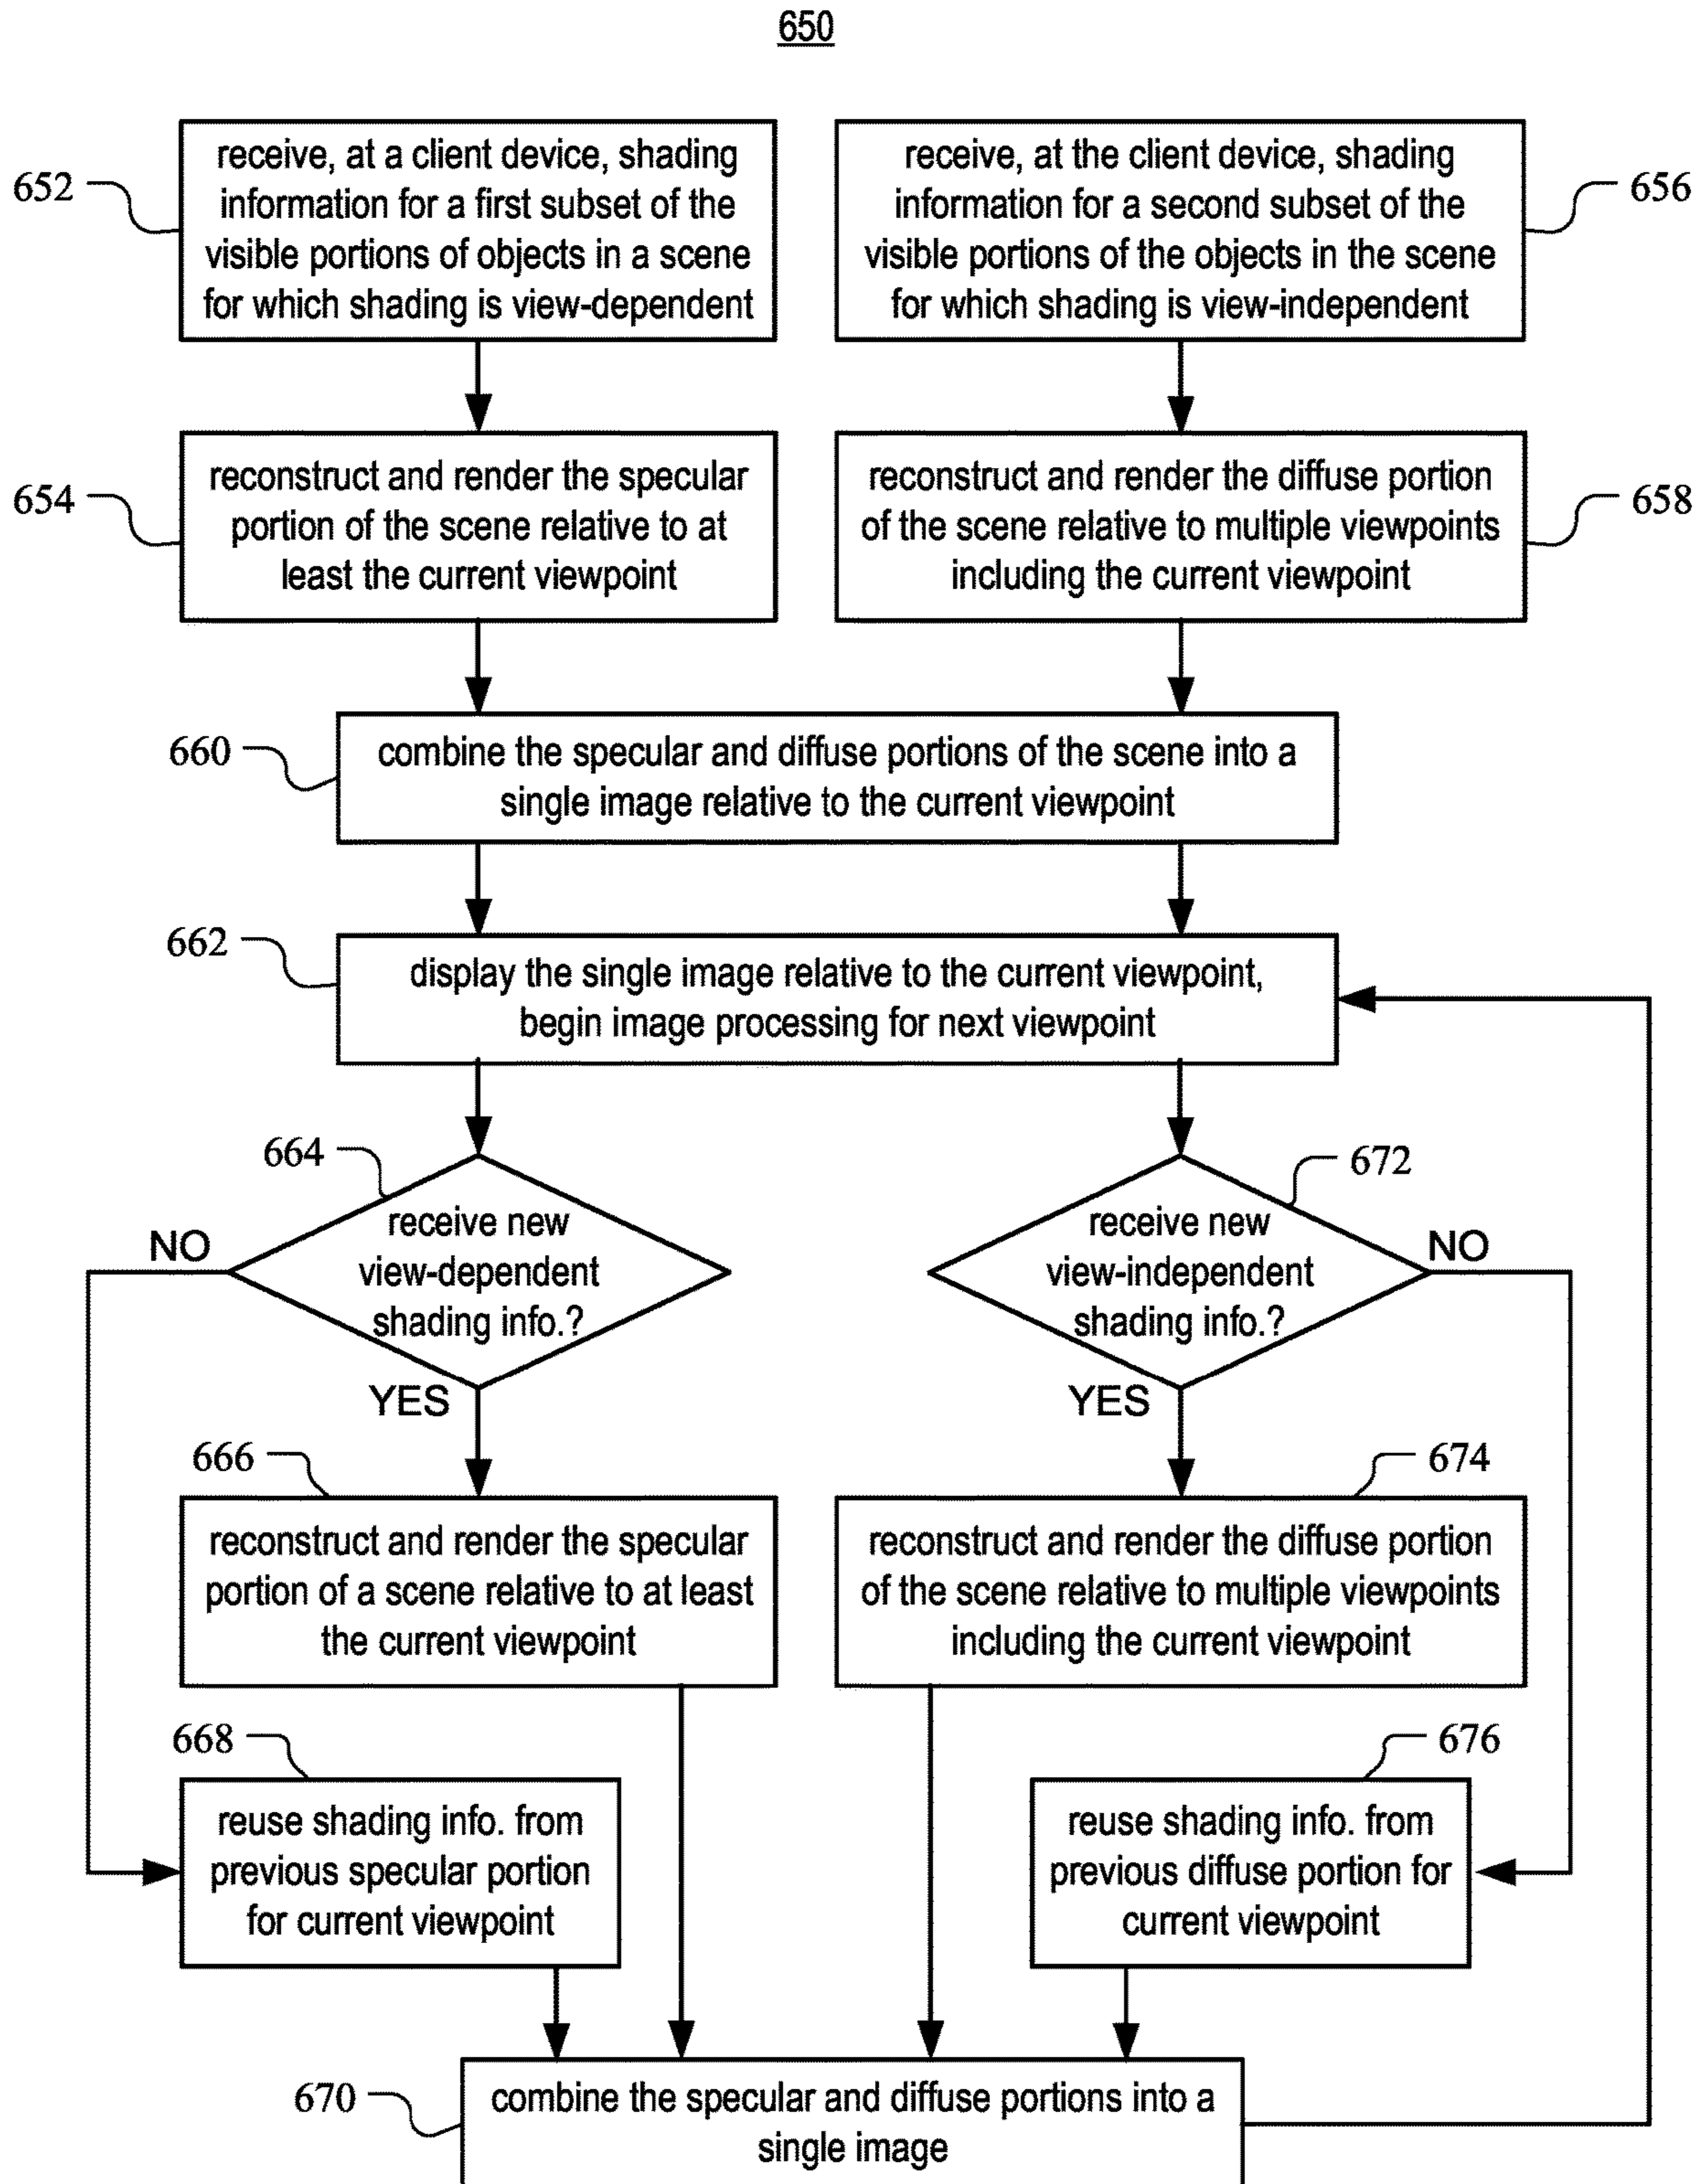 650
652
receive, at a client device, shading
information for a first subset of the
visible portions of objects in a scene
for which shading is view-dependent
receive, at the client device, shading
information for a second subset of the
visible portions of the objects in the scene
for which shading is view-independent
656
654
reconstruct and render the specular
portion of the scene relative to at
least the current viewpoint
reconstruct and render the diffuse portion
of the scene relative to multiple viewpoints
including the current viewpoint
658
660
combine the specular and diffuse portions of the scene into a
single image relative to the current viewpoint
662
display the single image relative to the current viewpoint,
begin image processing for next viewpoint
664
NO
receive new
view-dependent
shading info.?
YES
672
receive new
view-independent
shading info.?
NO
YES
666
reconstruct and render the specular
portion of a scene relative to at least
the current viewpoint
674
reconstruct and render the diffuse portion
of the scene relative to multiple viewpoints
including the current viewpoint
668
reuse shading info. from
previous specular portion
for current viewpoint
676
reuse shading info. from
previous diffuse portion for
current viewpoint
670
combine the specular and diffuse portions into a
single image